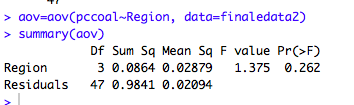 > aov=aov(pccoal~Region, data=finaledata2)
> summary(aov)
            Df Sum Sq Mean Sq F value Pr(>F)
Region       3 0.0864 0.02879   1.375  0.262
Residuals   47 0.9841 0.02094
>